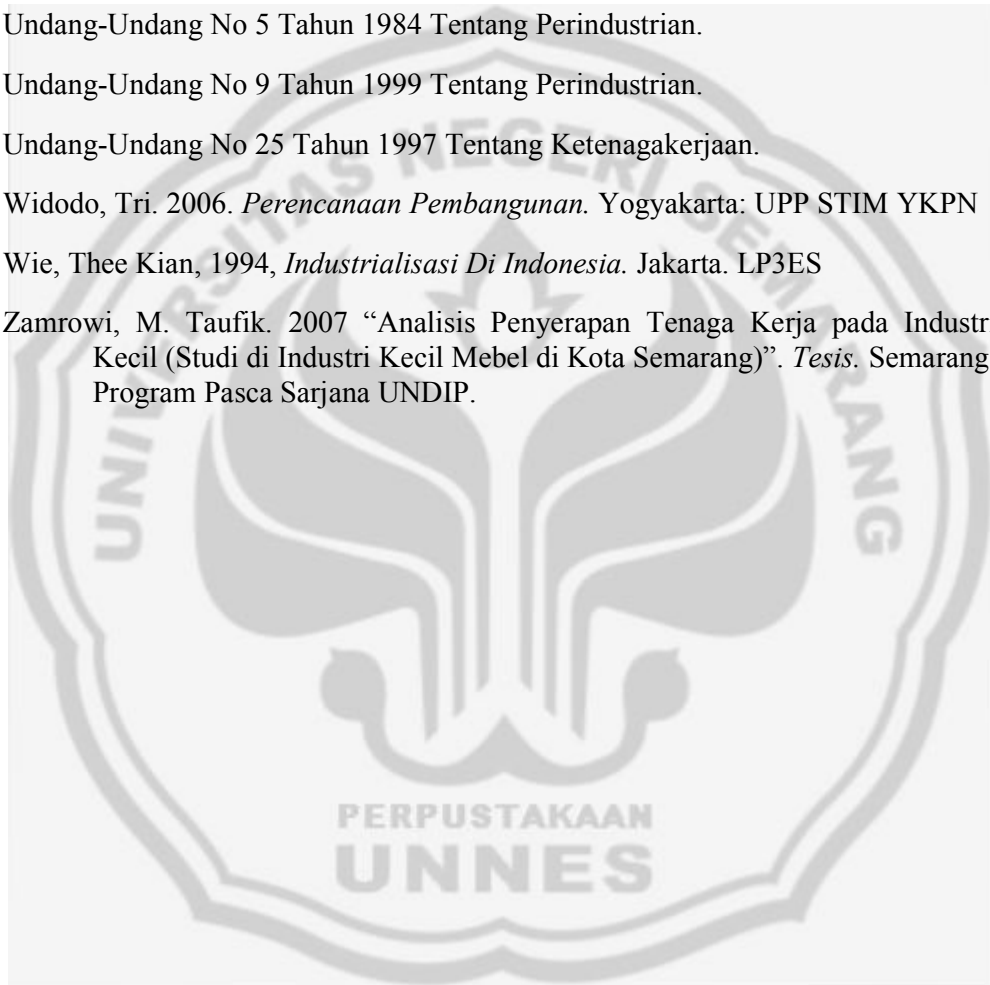 Undang-Undang No 5 Tahun 1984 Tentang Perindustrian.
Undang-Undang No 9 Tahun 1999 Tentang Perindustrian.
Undang-Undang No 25 Tahun 1997 Tentang Ketenagakerjaan.
Widodo, Tri. 2006. Perencanaan Pembangunan. Yogyakarta: UPP STIM YKPN
Wie, Thee Kian, 1994, Industrialisasi Di Indonesia. Jakarta. LP3ES
Zamrowi, M. Taufik. 2007 “Analisis Penyerapan Tenaga Kerja pada Industr
Kecil (Studi di Industri Kecil Mebel di Kota Semarang)”. Tesis. Semarang
Program Pasca Sarjana UNDIP.
UNIVERSITAS NEGERI SEMARANG
PERPUSTAKAAN
UNNES